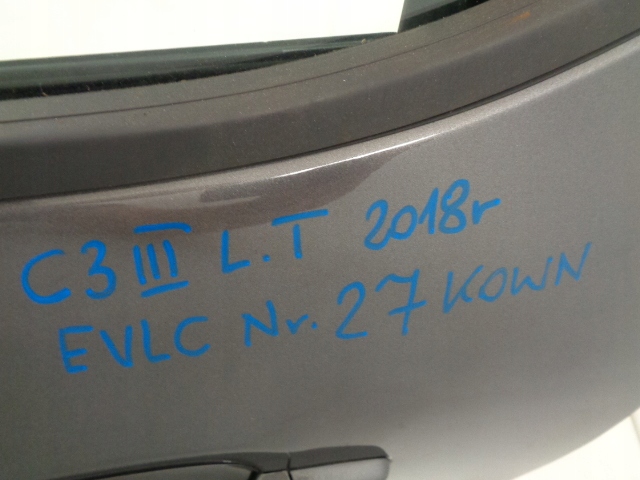 C3 III L.T 2018r
EVLC Nr. 27 KOWN